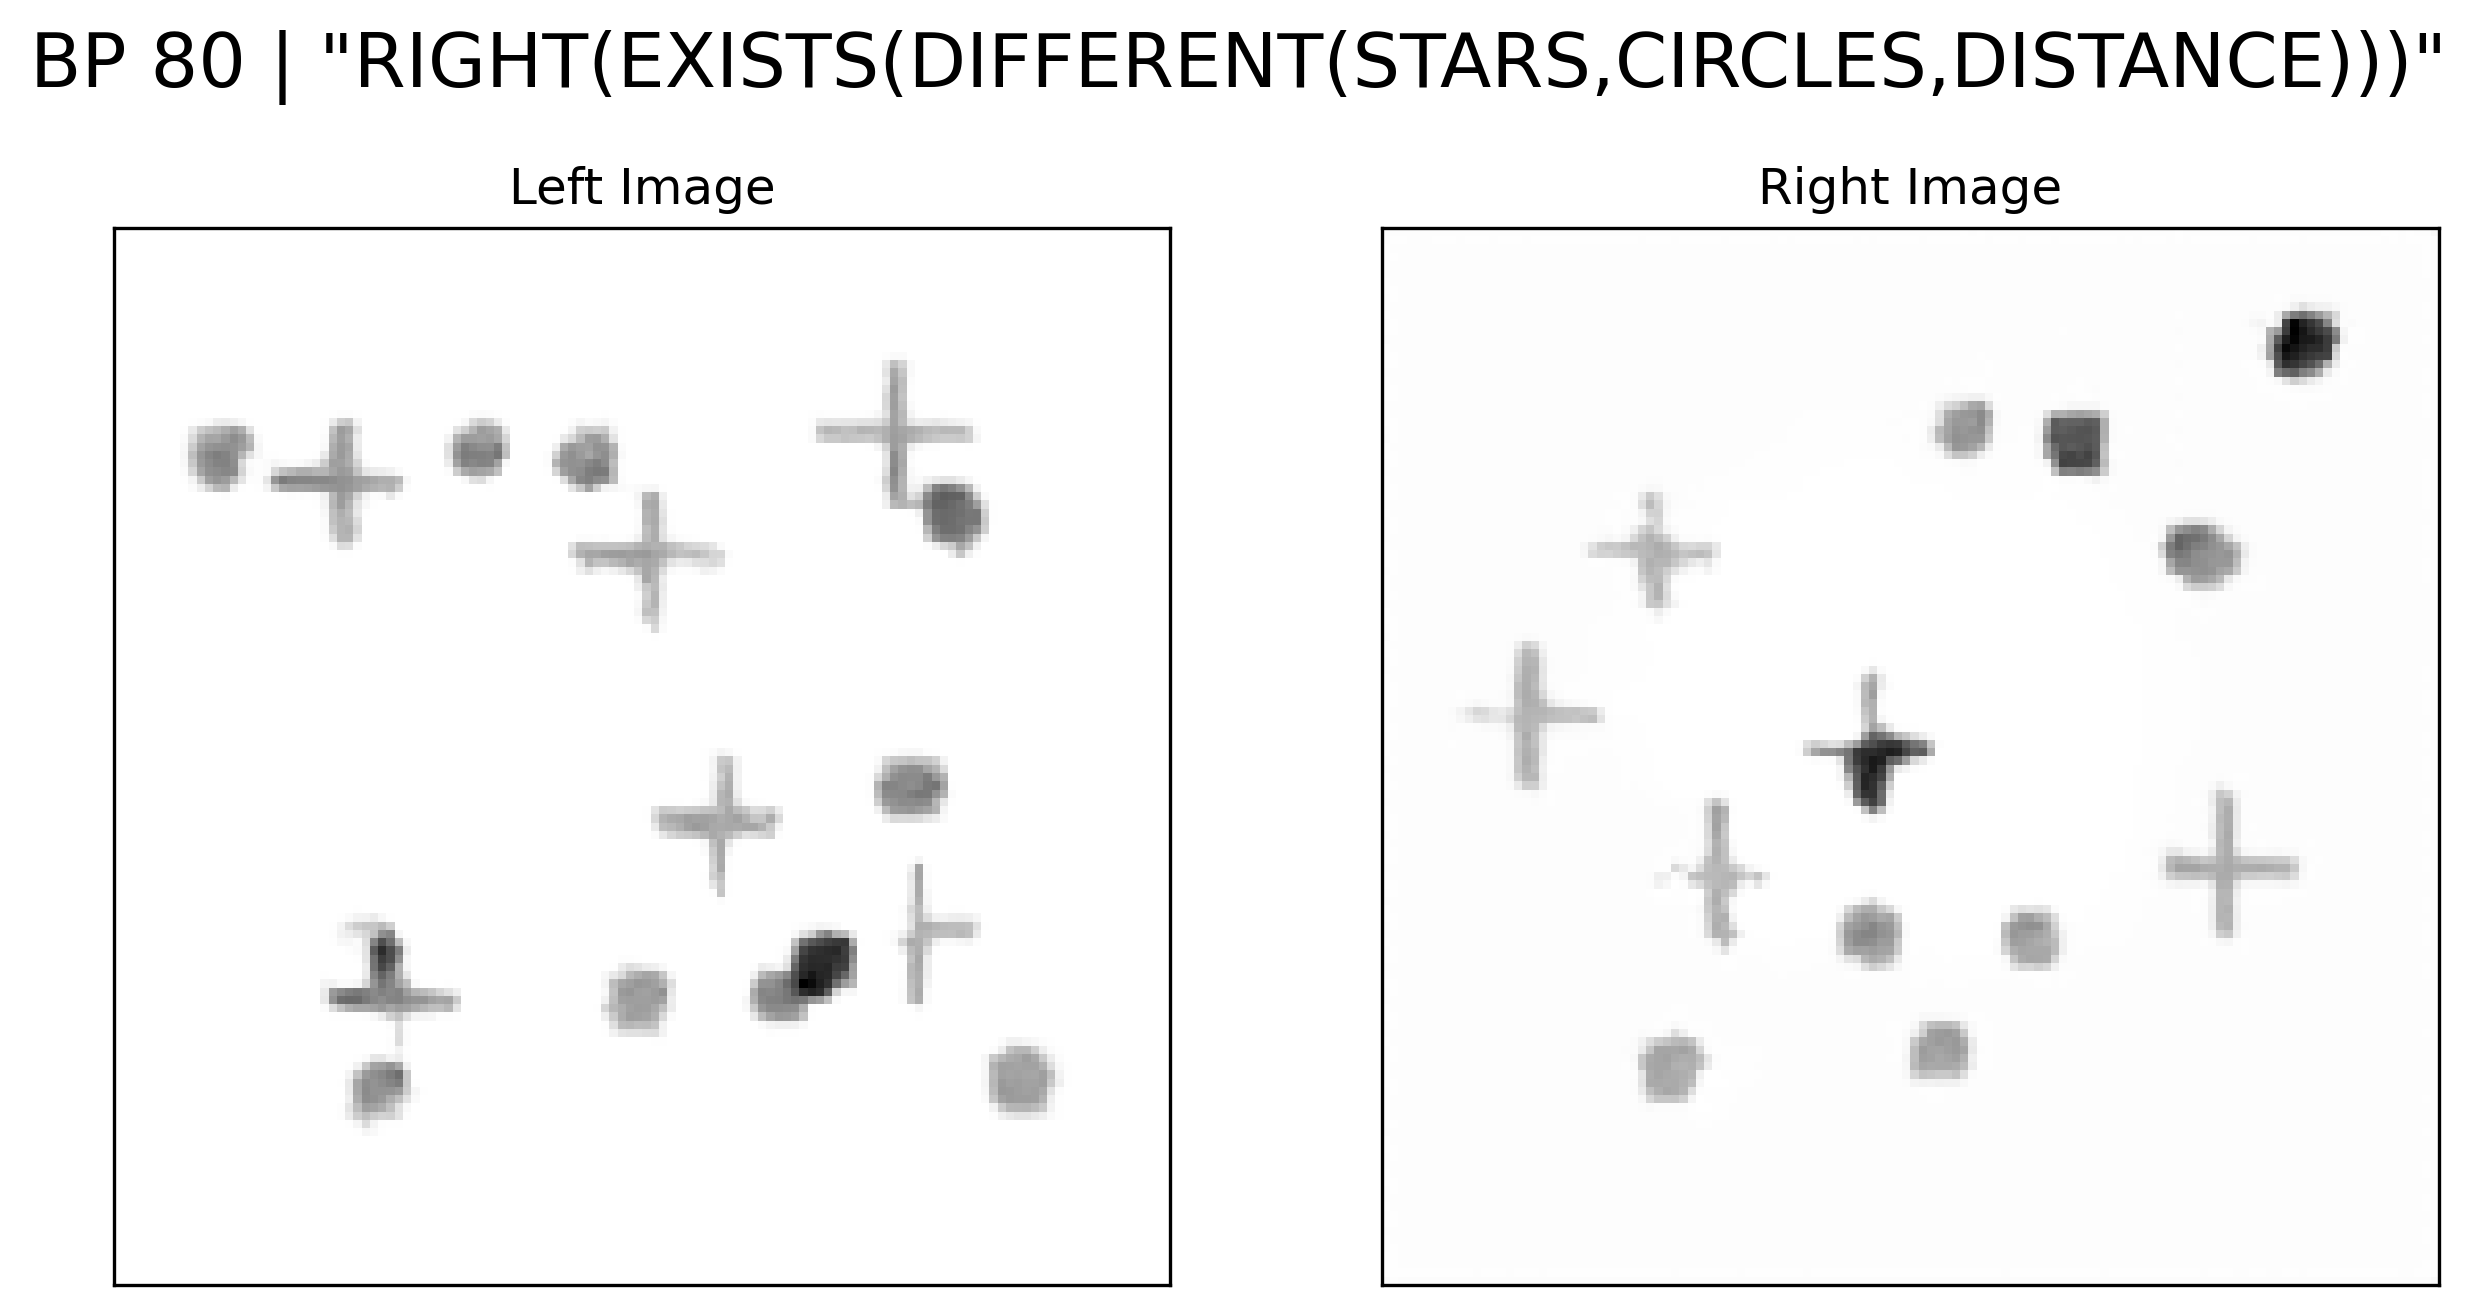 BP 80 | "RIGHT(EXISTS(DIFFERENT(STARS,CIRCLES,DISTANCE)))"
Left Image
Right Image